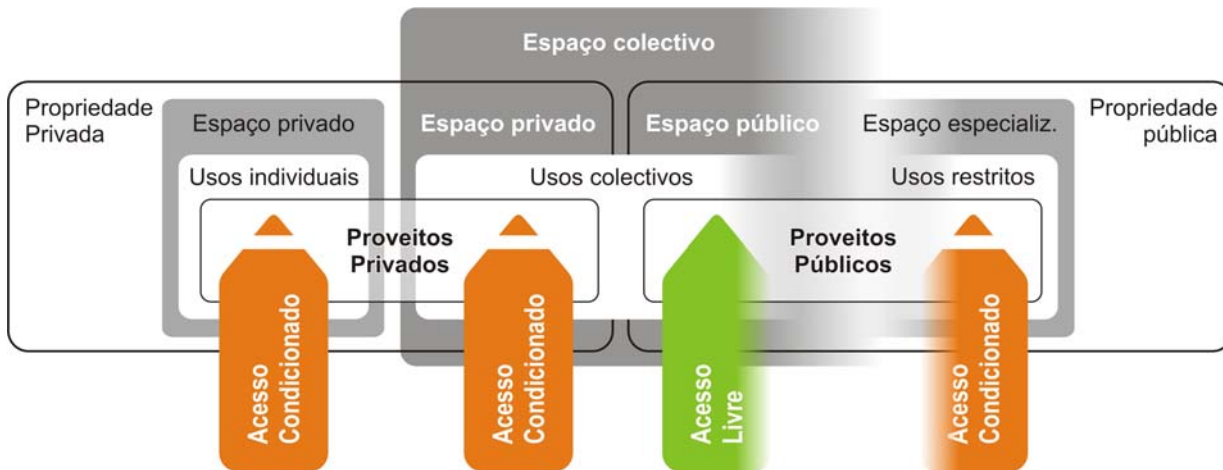 Espaço colectivo
Propriedade
Privada
Espaço privado
Espaço privado
Espaço público
Espaço especializ.
Propriedade
pública
Usos individuais
Usos colectivos
Usos restritos
Proveitos
Privados
Proveitos
Públicos
Acesso
Condicionado
Acesso
Condicionado
Acesso
Livre
Acesso
Condicionado